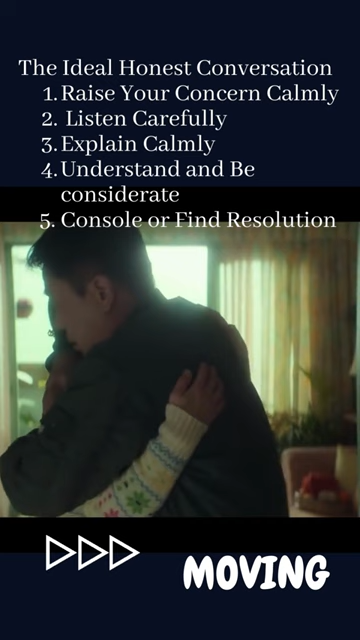 The Ideal Honest Conversation
1. Raise Your Concern Calmly
2. Listen Carefully
3. Explain Calmly
4. Understand and Be
considerate
5. Console or Find Resolution
MOVING